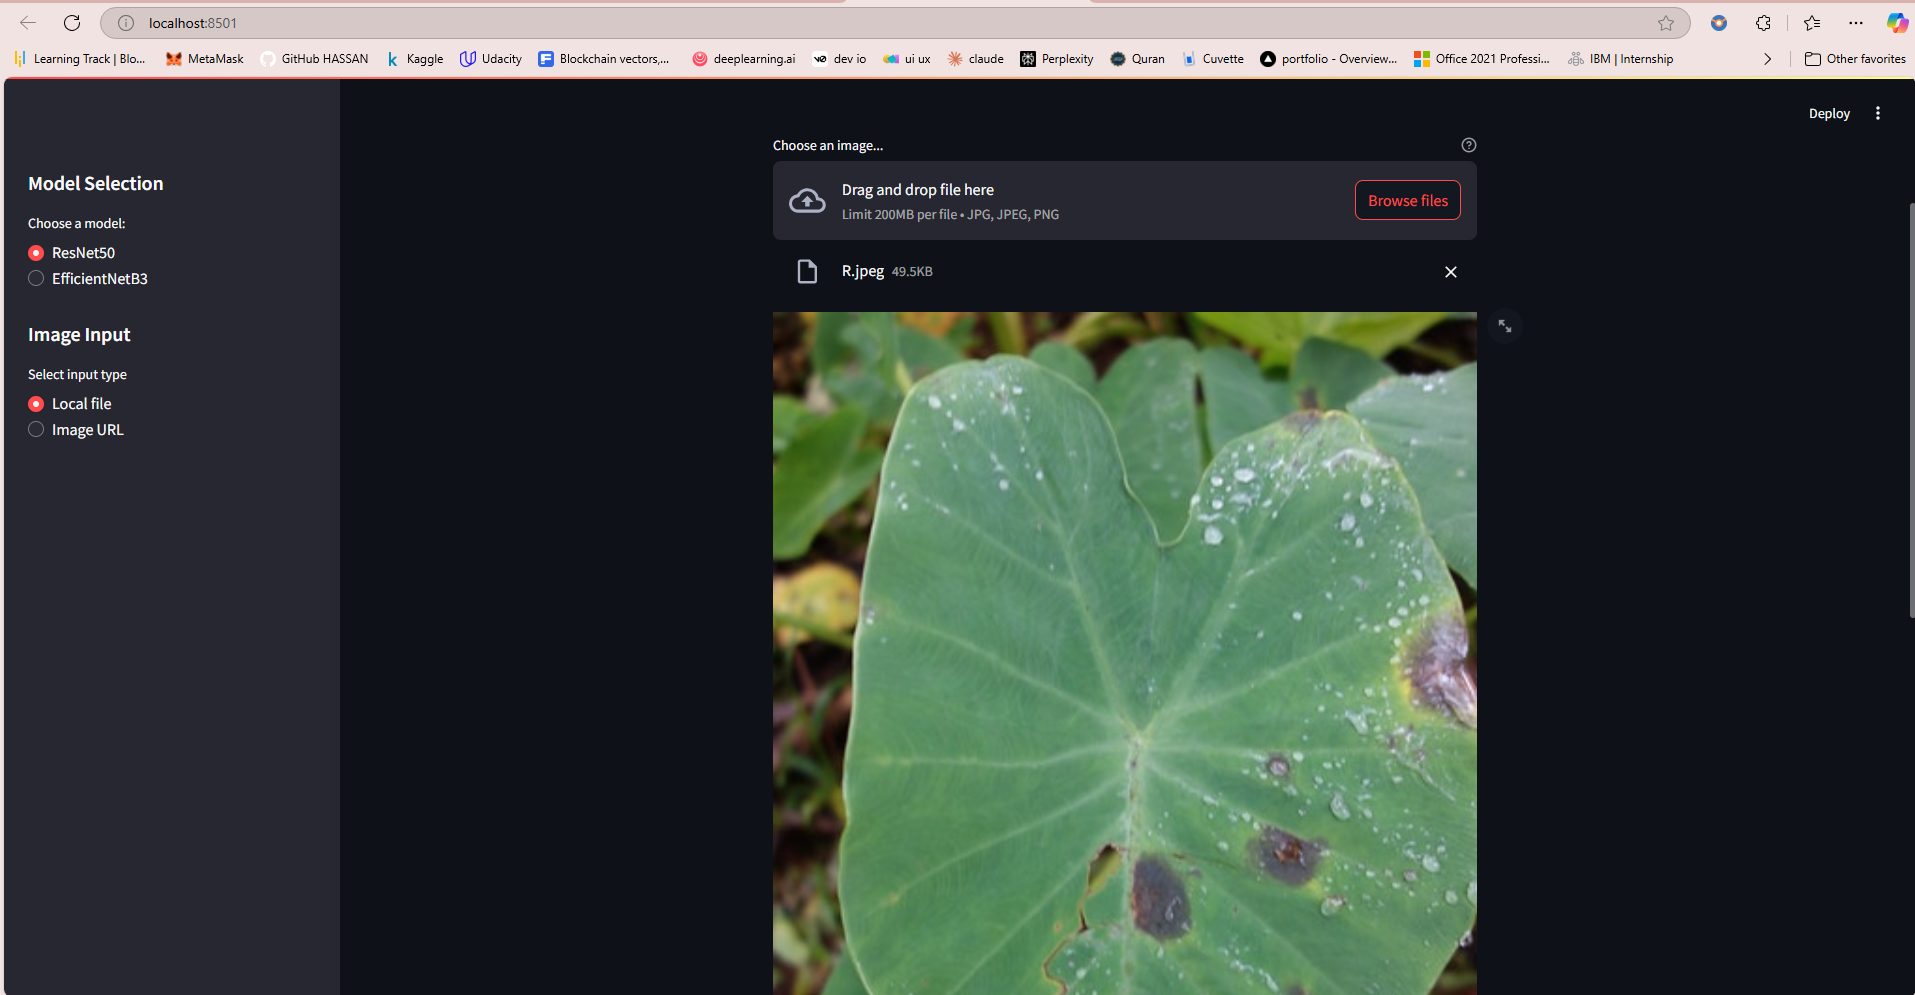 localhost:8501
Learning Track | Blo... MetaMask GitHub HASSAN Kaggle Udacity Blockchain vectors,... deeplearning.ai dev io ui ux claude Perplexity Quran Cuvette portfolio - Overview... Office 2021 Professi... IBM | Internship Other favorites
Deploy
Model Selection
Choose a model:
ResNet50
EfficientNetB3
Image Input
Select input type
Local file
Image URL
Choose an image...
Drag and drop file here
Limit 200MB per file • JPG, JPEG, PNG
Browse files
R.jpeg 49.5KB